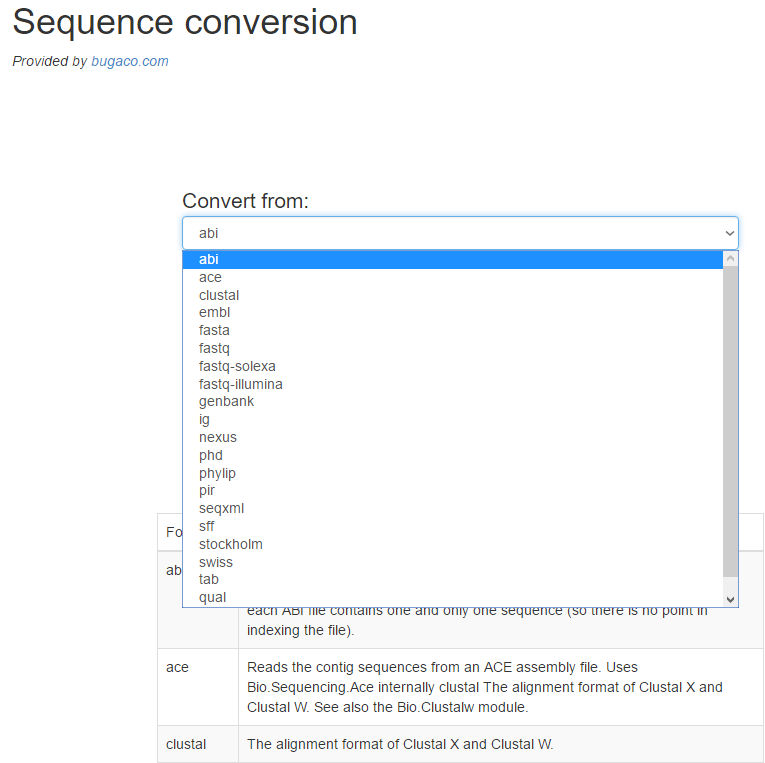 Sequence conversion
Provided by bugaco.com
Convert from:
abi
abi
ace
clustal
embl
fasta
fastq
fastq-solexa
fastq-illumina
genbank
ig
nexus
phd
phylip
pir
seqxml
sff
stockholm
swiss
tab
qual
Fo
ab
each ABI file contains one and only one sequence (so there is no point in
indexing the file).
ace
Reads the contig sequences from an ACE assembly file. Uses
Bio.Sequencing.Ace internally clustal The alignment format of Clustal X and
Clustal W. See also the Bio.Clustalw module.
clustal
The alignment format of Clustal X and Clustal W.